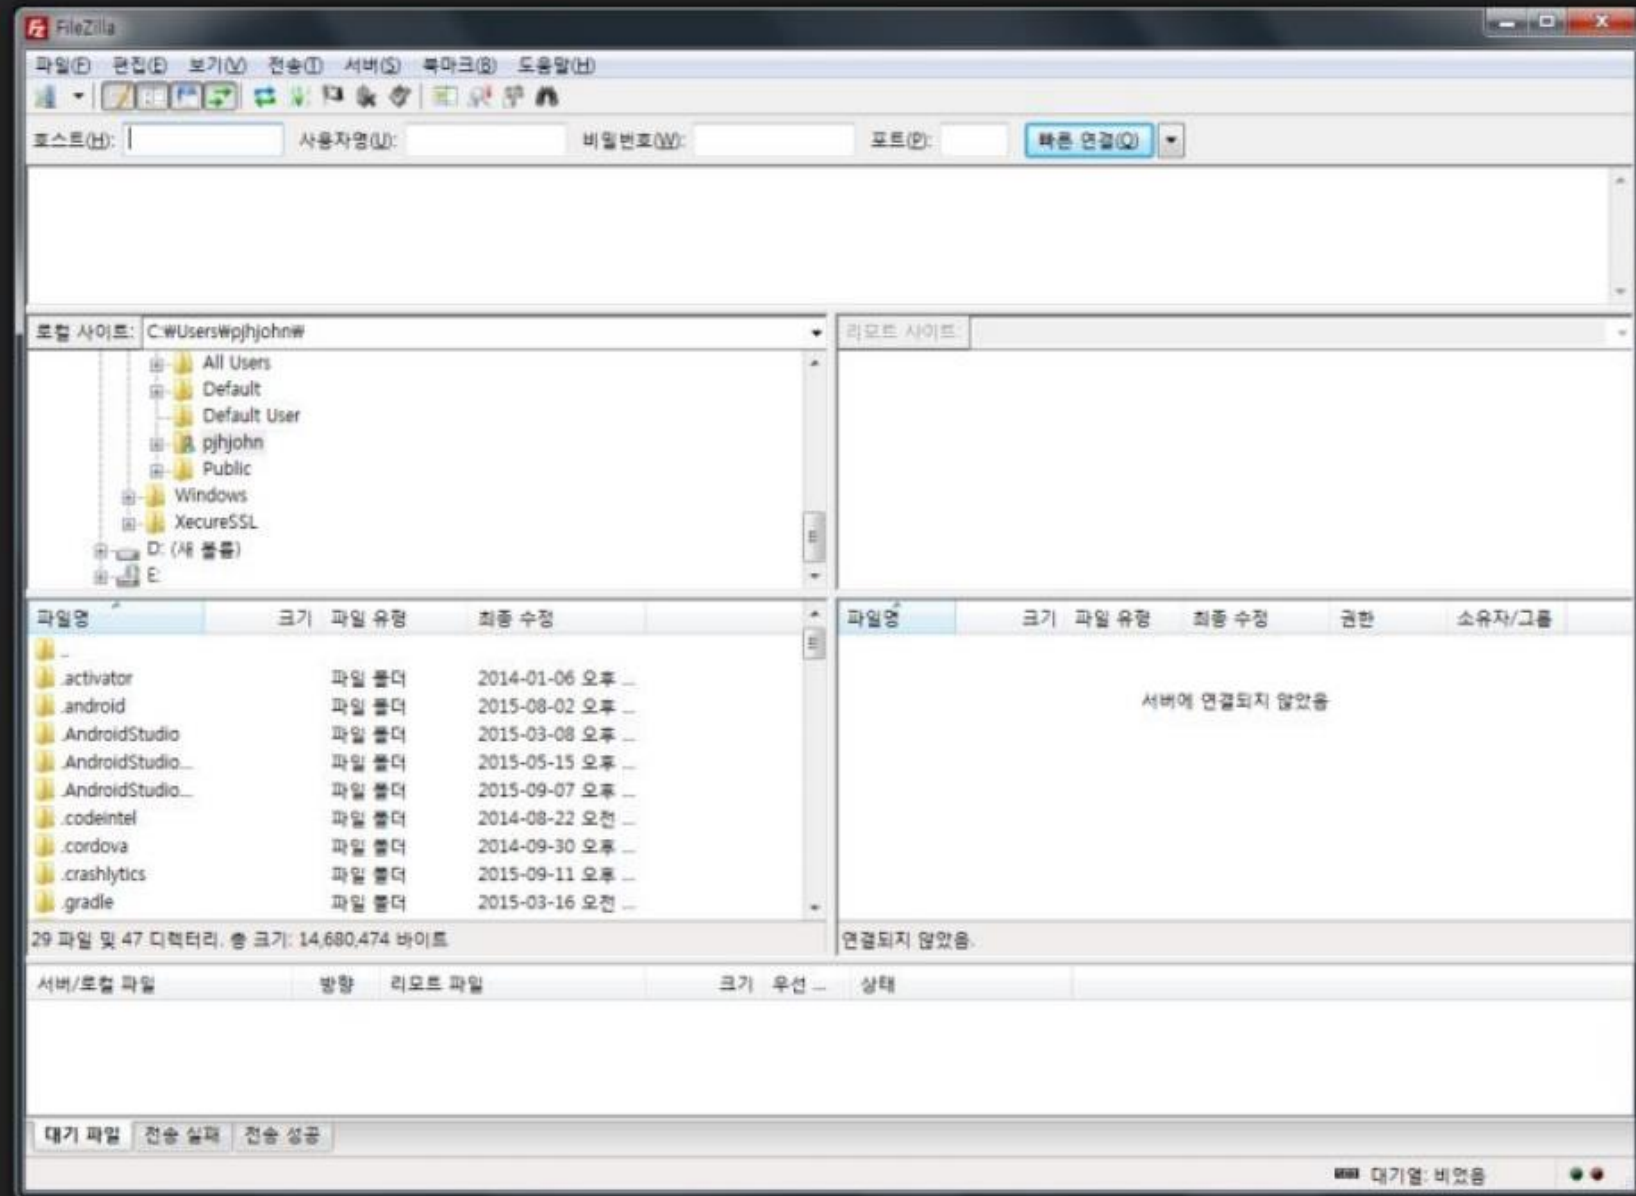 FileZilla
파일(F) 편집(E) 보기(V) 전송(T) 서버(S) 북마크(B) 도움말(H)
호스트(H): 사용자명(U): 비밀번호(W): 포트(P): 빠른 연결(Q)
로컬 사이트: C:₩Users₩pjhjohn₩ 리모트 사이트:
All Users
Default
Default User
pjhjohn
Public
Windows
XecureSSL
D: (새 볼륨)
E:
파일명 크기 파일 유형 최종 수정 파일명 크기 파일 유형 최종 수정 권한 소유자/그룹
..
.activator 파일 폴더 2014-01-06 오후 ...
.android 파일 폴더 2015-08-02 오후 ...
서버에 연결되지 않았음
.AndroidStudio 파일 폴더 2015-03-08 오후 ...
.AndroidStudio... 파일 폴더 2015-05-15 오후 ...
.AndroidStudio... 파일 폴더 2015-09-07 오후 ...
.codeintel 파일 폴더 2014-08-22 오전 ...
.cordova 파일 폴더 2014-09-30 오후 ...
.crashlytics 파일 폴더 2015-09-11 오후 ...
.gradle 파일 폴더 2015-03-16 오전 ...
29 파일 및 47 디렉터리. 총 크기: 14,680,474 바이트 연결되지 않았음.
서버/로컬 파일 방향 리모트 파일 크기 우선 ... 상태
대기 파일 전송 실패 전송 성공
대기열: 비었음